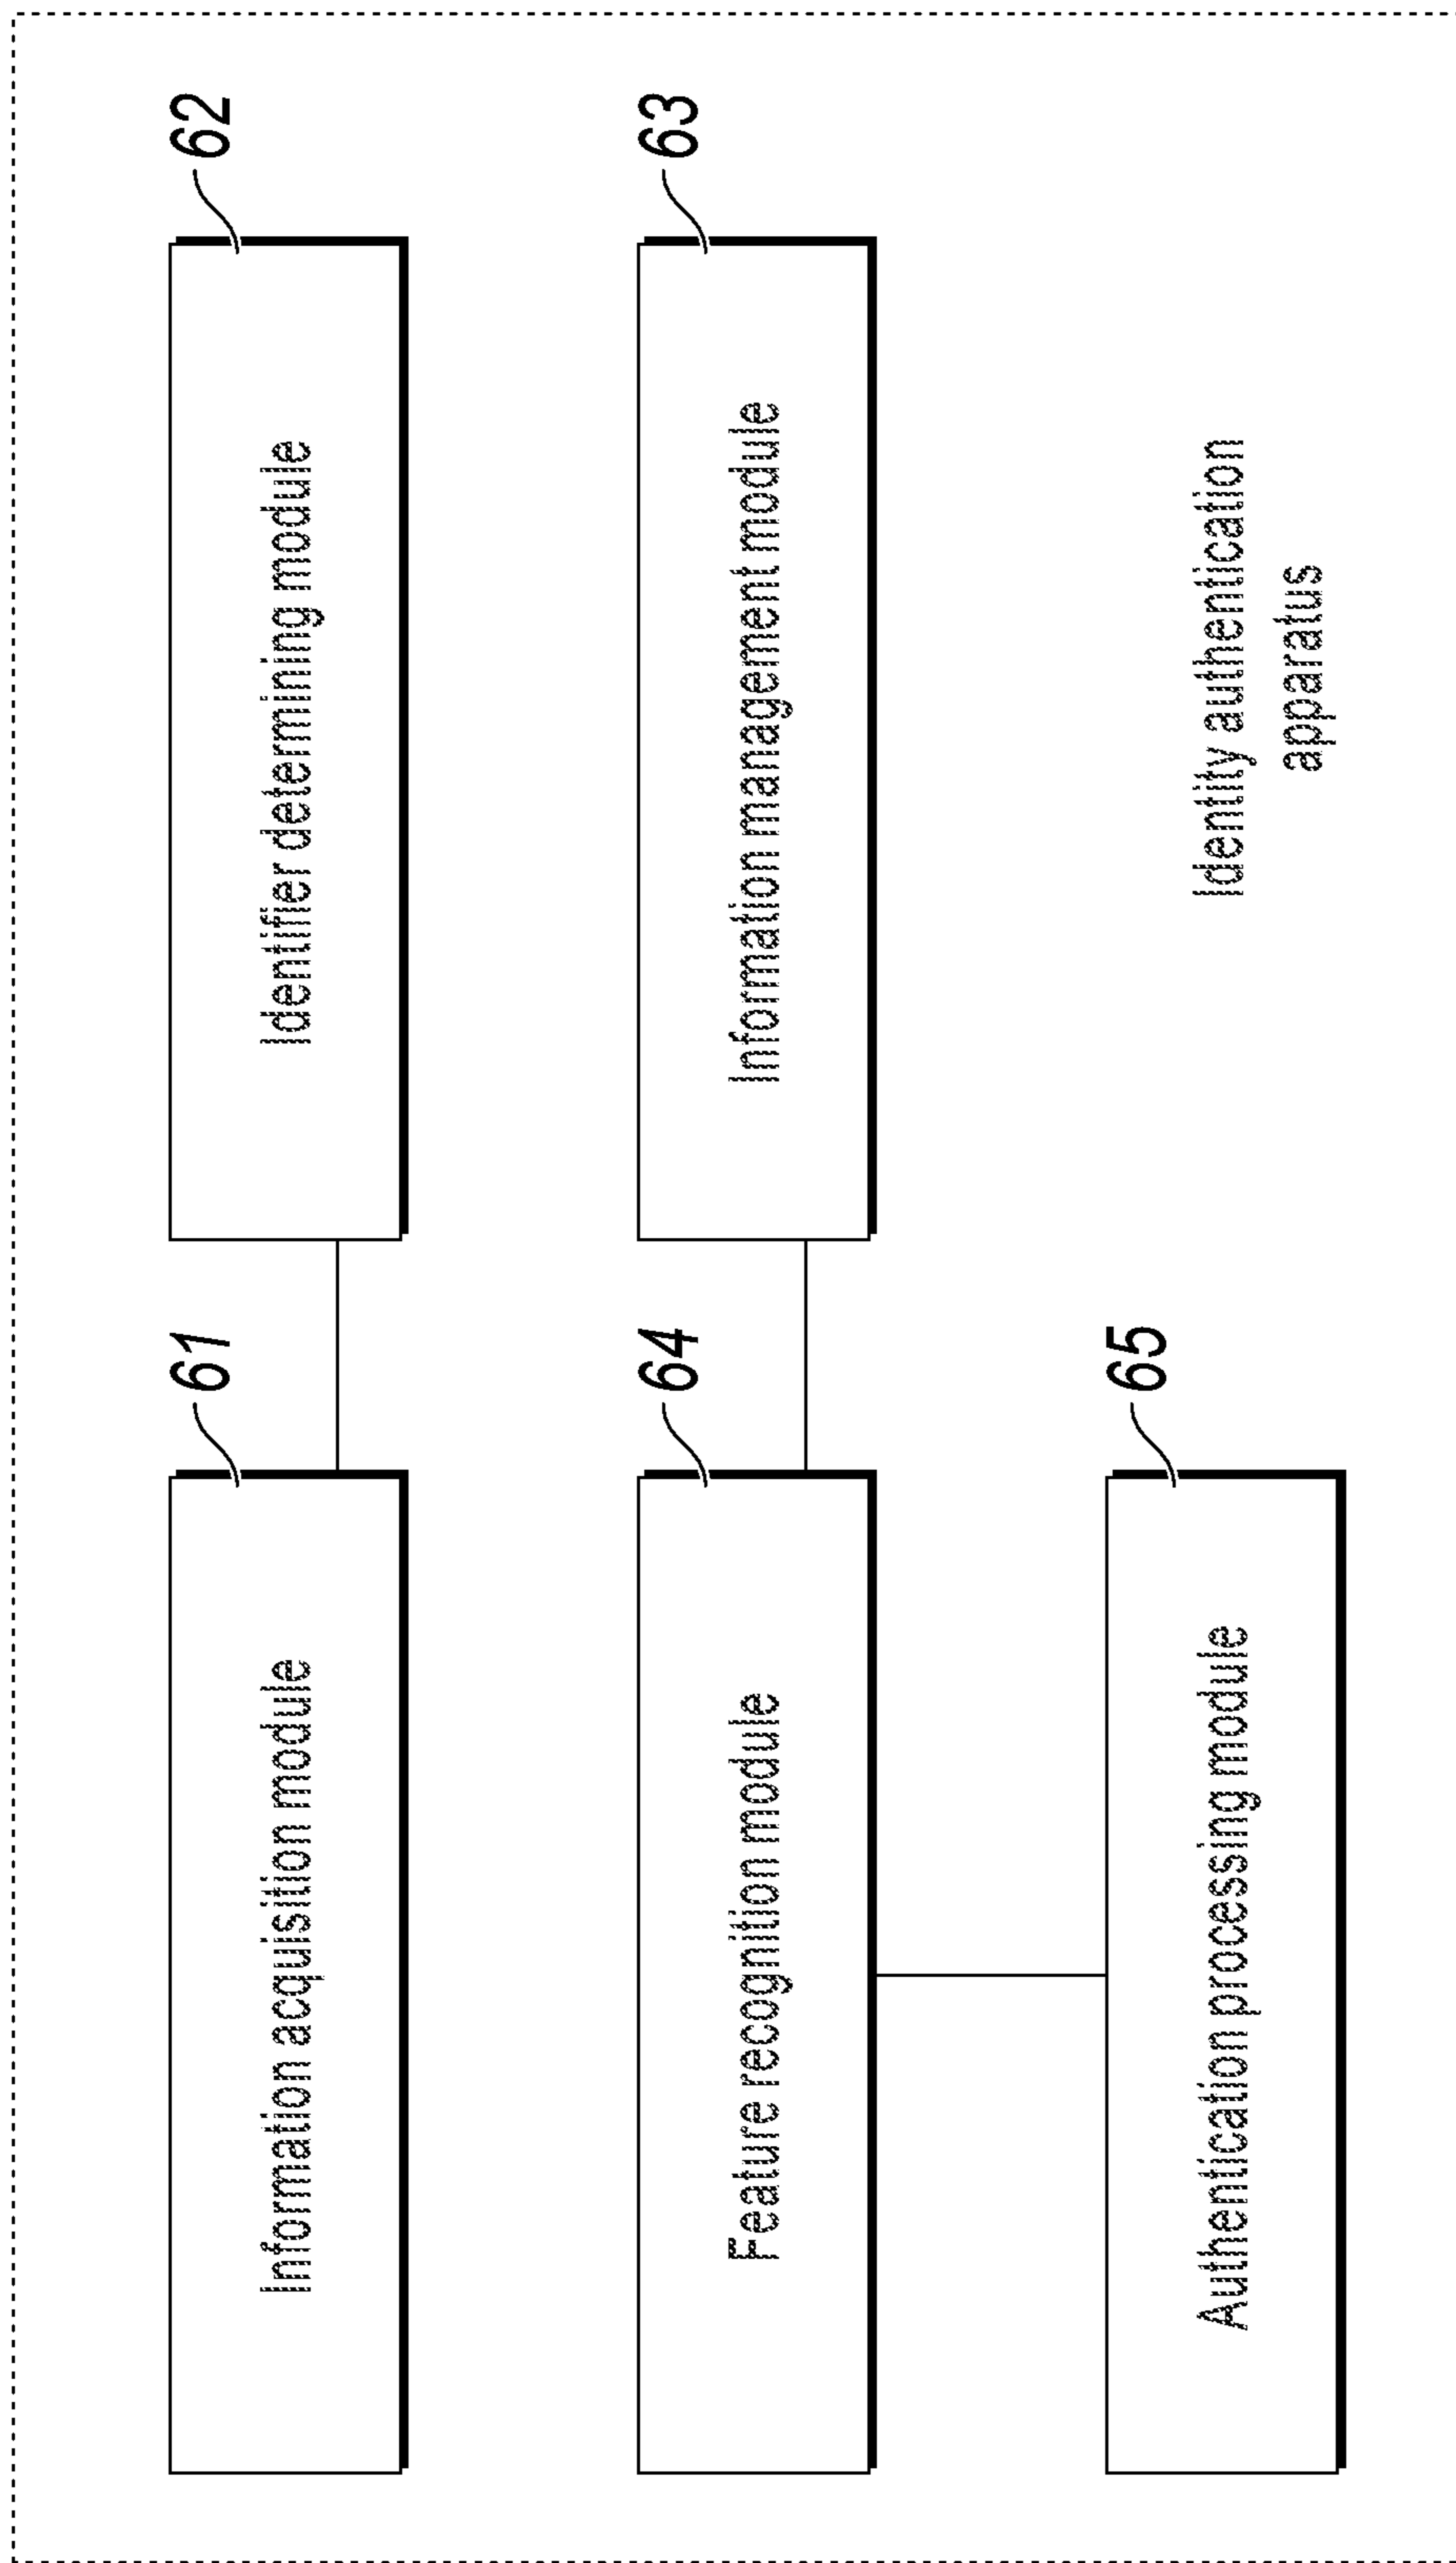 61
Information acquisition module
62
Identifier determining module
64
Feature recognition module
63
Information management module
65
Authentication processing module
Identity authentication
apparatus